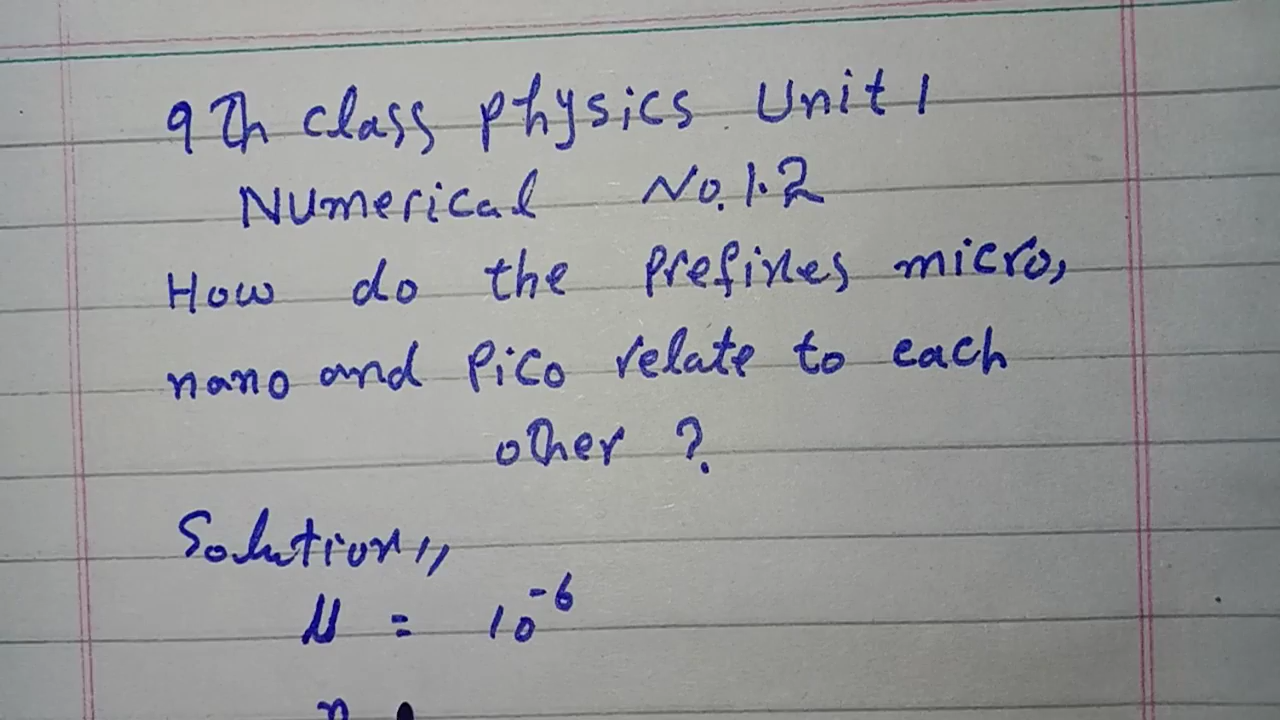 9Th class physics Unit 1
Numerical No. 1.2
How do the prefixes micro,
nano and Pico relate to each
other ?
Solution,,
μ = 10⁻⁶
n